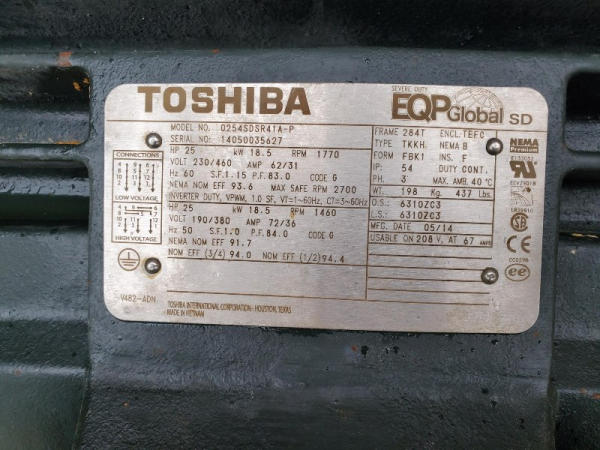 TOSHIBA
SEVERE DUTY
EQP Global SD
MODEL NO. 0254SDSR41A-P
SERIAL NO. 14050035627
HP 25 kW 18.5 RPM 1770
VOLT 230/460 AMP 62/31
Hz 60 S.F. 1.15 P.F. 83.0 CODE G
NEMA NOM EFF 93.6 MAX SAFE RPM 2700
INVERTER DUTY, VPWM, 1.0 SF, VT=1~60Hz, CT=3~60Hz
HP 25 kW 18.5 RPM 1460
VOLT 190/380 AMP 72/36
Hz 50 S.F. 1.0 P.F. 84.0 CODE G
NEMA NOM EFF 91.7
NOM EFF (3/4) 94.0 NOM EFF (1/2) 94.4
FRAME 284T ENCL. TEFC
TYPE TKKH NEMA B
FORM FBK1 INS. F
IP: 54 DUTY CONT.
PH. 3 MAX. AMB. 40 °C
WT. 198 Kg. 437 Lbs.
O.S.: 6310ZC3
L.S.: 6310ZC3
MFG. DATE 05/14
USABLE ON 208 V. AT 67 AMPS
CONNECTIONS
LOW VOLTAGE
HIGH VOLTAGE
NEMA
Premium
CC029B
ee
V482-ADN
TOSHIBA INTERNATIONAL CORPORATION - HOUSTON, TEXAS
MADE IN VIETNAM